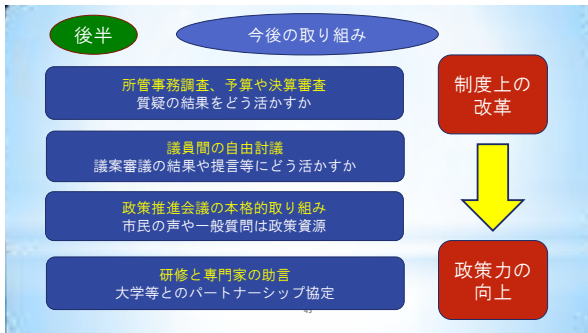 後半
今後の取り組み
所管事務調査、予算や決算審査
質疑の結果をどう活かすか
議員間の自由討議
議案審議の結果や提言等にどう活かすか
政策推進会議の本格的取り組み
市民の声や一般質問は政策資源
研修と専門家の助言
大学等とのパートナーシップ協定
制度上の
改革
政策力の
向上